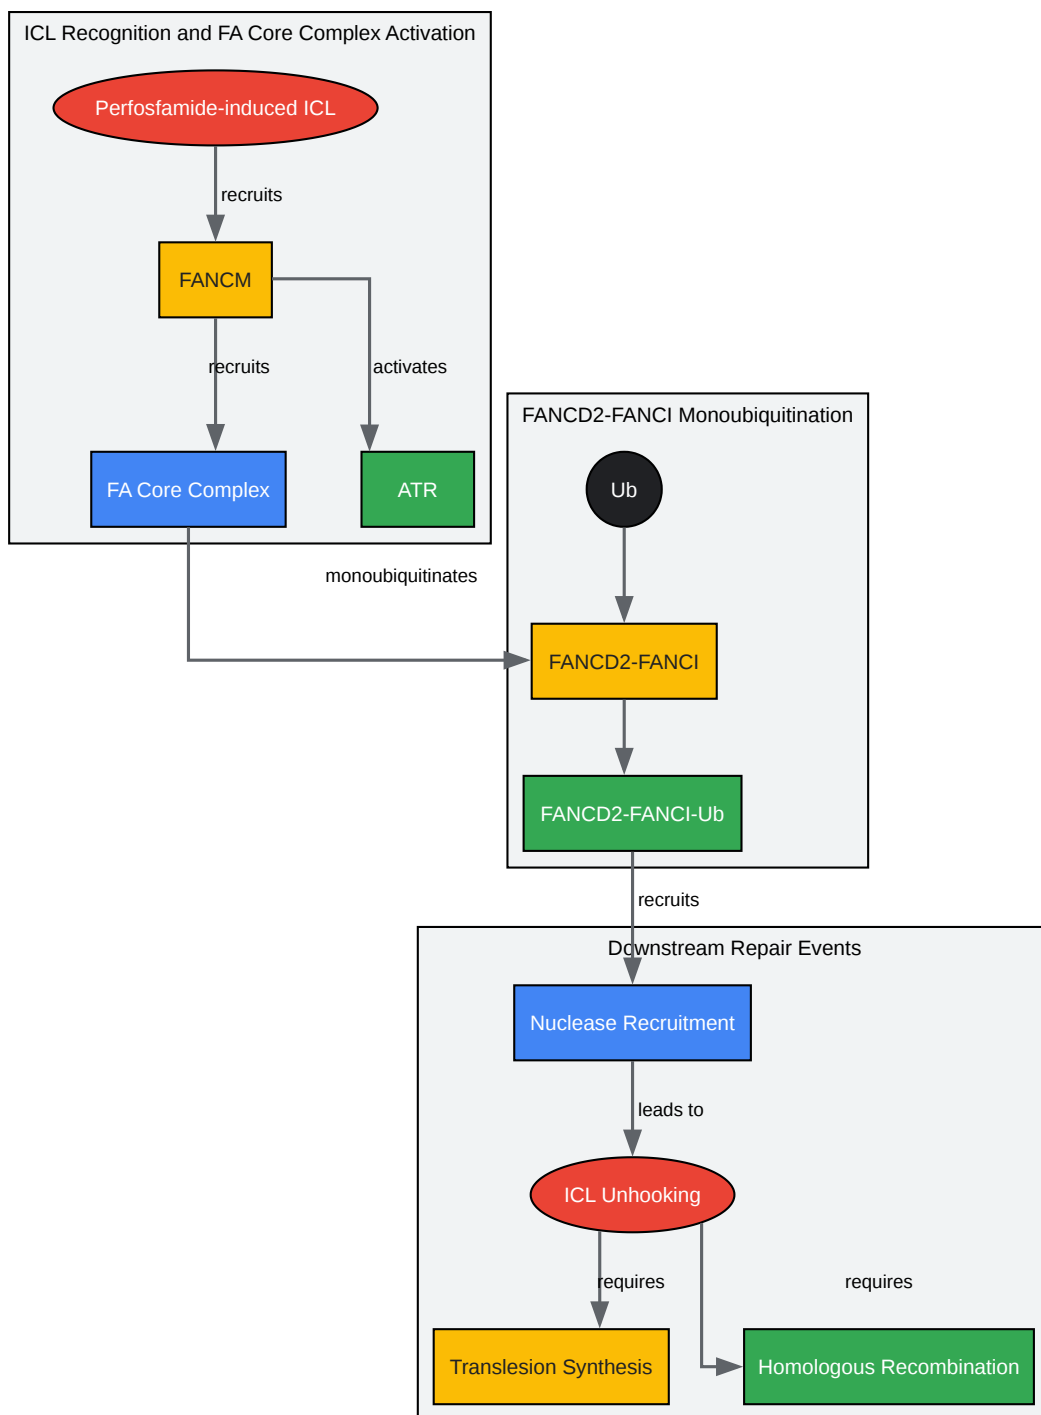 ICL Recognition and FA Core Complex Activation
Perfosfamide-induced ICL
recruits
FANCM
recruits
activates
FA Core Complex
ATR
monoubiquitinates
FANCD2-FANCI Monoubiquitination
Ub
FANCD2-FANCI
FANCD2-FANCI-Ub
recruits
Downstream Repair Events
Nuclease Recruitment
leads to
ICL Unhooking
requires
requires
Translesion Synthesis
Homologous Recombination